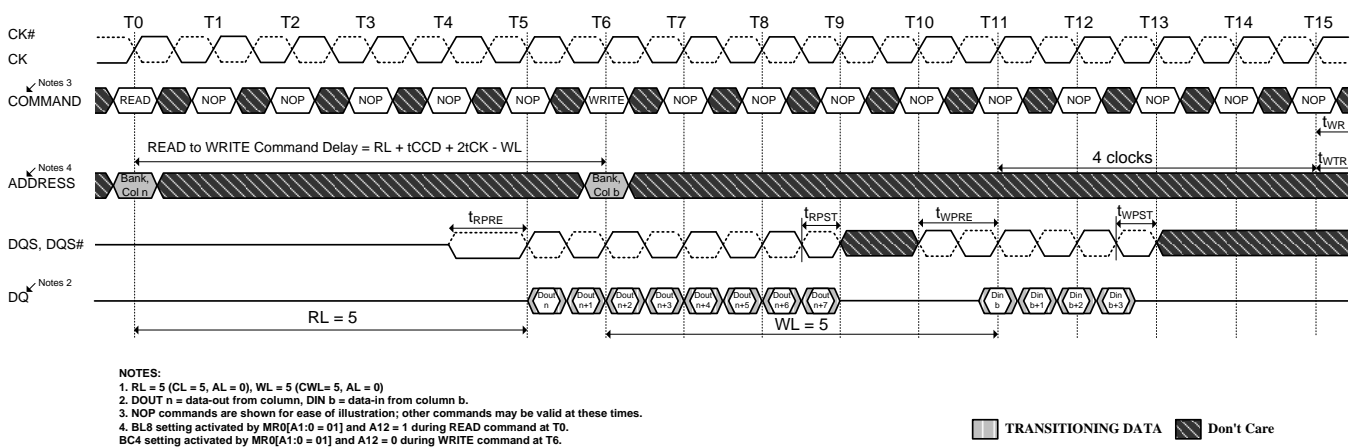 T0 T1 T2 T3 T4 T5 T6 T7 T8 T9 T10 T11 T12 T13 T14 T15
CK#
CK
Notes 3
COMMAND
READ NOP NOP NOP NOP NOP WRITE NOP NOP NOP NOP NOP NOP NOP NOP NOP
tWR
READ to WRITE Command Delay = RL + tCCD + 2tCK - WL
4 clocks
tWTR
Notes 4
ADDRESS
Bank, Col n
Bank, Col b
tRPRE tRPST tWPRE tWPST
DQS, DQS#
Notes 2
DQ
Dout n Dout n+1 Dout n+2 Dout n+3 Dout n+4 Dout n+5 Dout n+6 Dout n+7 Din b Din b+1 Din b+2 Din b+3
RL = 5
WL = 5
NOTES:
1. RL = 5 (CL = 5, AL = 0), WL = 5 (CWL= 5, AL = 0)
2. DOUT n = data-out from column, DIN b = data-in from column b.
3. NOP commands are shown for ease of illustration; other commands may be valid at these times.
4. BL8 setting activated by MR0[A1:0 = 01] and A12 = 1 during READ command at T0.
BC4 setting activated by MR0[A1:0 = 01] and A12 = 0 during WRITE command at T6.
TRANSITIONING DATA
Don't Care